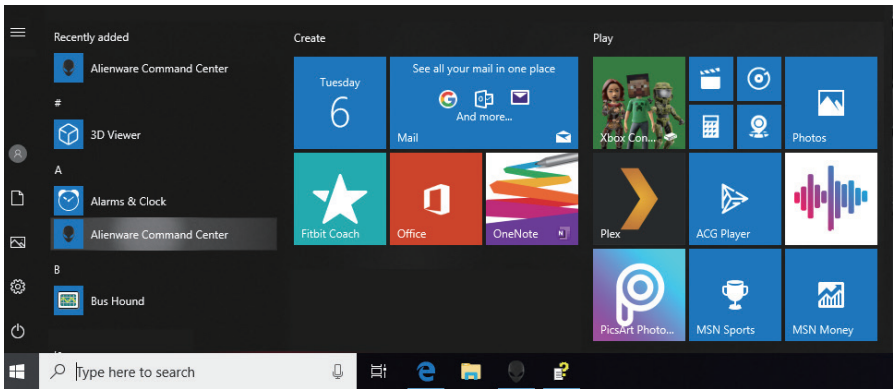 Recently added
Alienware Command Center
#
3D Viewer
A
Alarms & Clock
Alienware Command Center
B
Bus Hound
Create
Tuesday
6
See all your mail in one place
And more...
Mail
Fitbit Coach
Office
OneNote
Play
Xbox Con...
Photos
Plex
ACG Player
PicsArt Photo...
MSN Sports
MSN Money
Type here to search